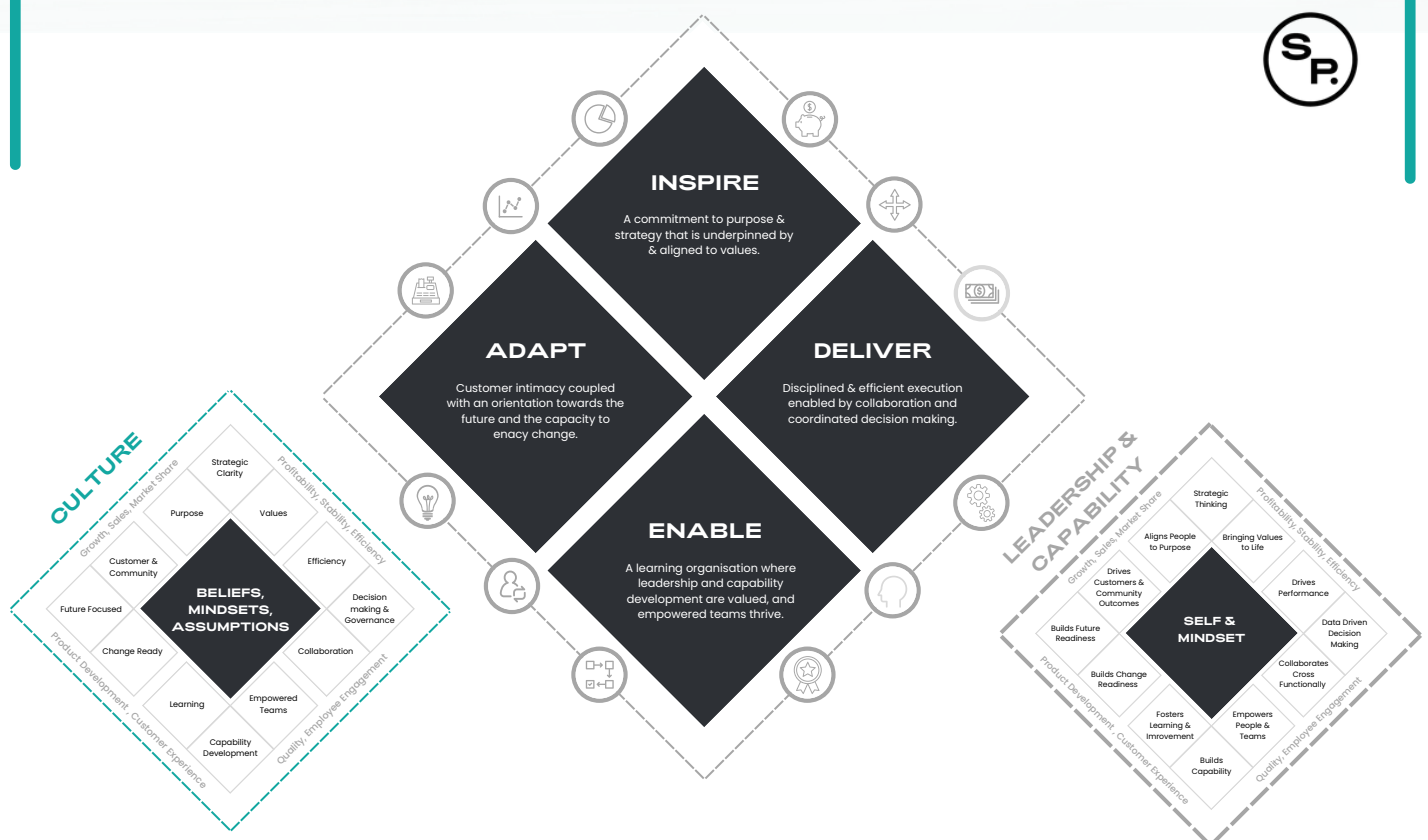 SP.
INSPIRE
A commitment to purpose &
strategy that is underpinned by
& aligned to values.
ADAPT
Customer intimacy coupled
with an orientation towards the
future and the capacity to
enacy change.
DELIVER
Disciplined & efficient execution
enabled by collaboration and
coordinated decision making.
ENABLE
A learning organisation where
leadership and capability
development are valued, and
empowered teams thrive.
$
$
CULTURE
Growth, Sales, Market Share
Profitability, Stability, Efficiency
Product Development , Customer Experience
Quality, Employee Engagement
Strategic
Clarity
Purpose
Values
Customer &
Community
Efficiency
Future Focused
Decision
making &
Governance
Change Ready
Collaboration
Learning
Empowered
Teams
Capability
Development
BELIEFS,
MINDSETS,
ASSUMPTIONS
LEADERSHIP &
CAPABILITY
Growth, Sales, Market Share
Profitability, Stability, Efficiency
Product Development , Customer Experience
Quality, Employee Engagement
Strategic
Thinking
Aligns People
to Purpose
Bringing Values
to Life
Drives
Customers &
Community
Outcomes
Drives
Performance
Builds Future
Readiness
Data Driven
Decision
Making
Builds Change
Readiness
Collaborates
Cross
Functionally
Fosters
Learning &
Imrovement
Empowers
People &
Teams
Builds
Capability
SELF &
MINDSET